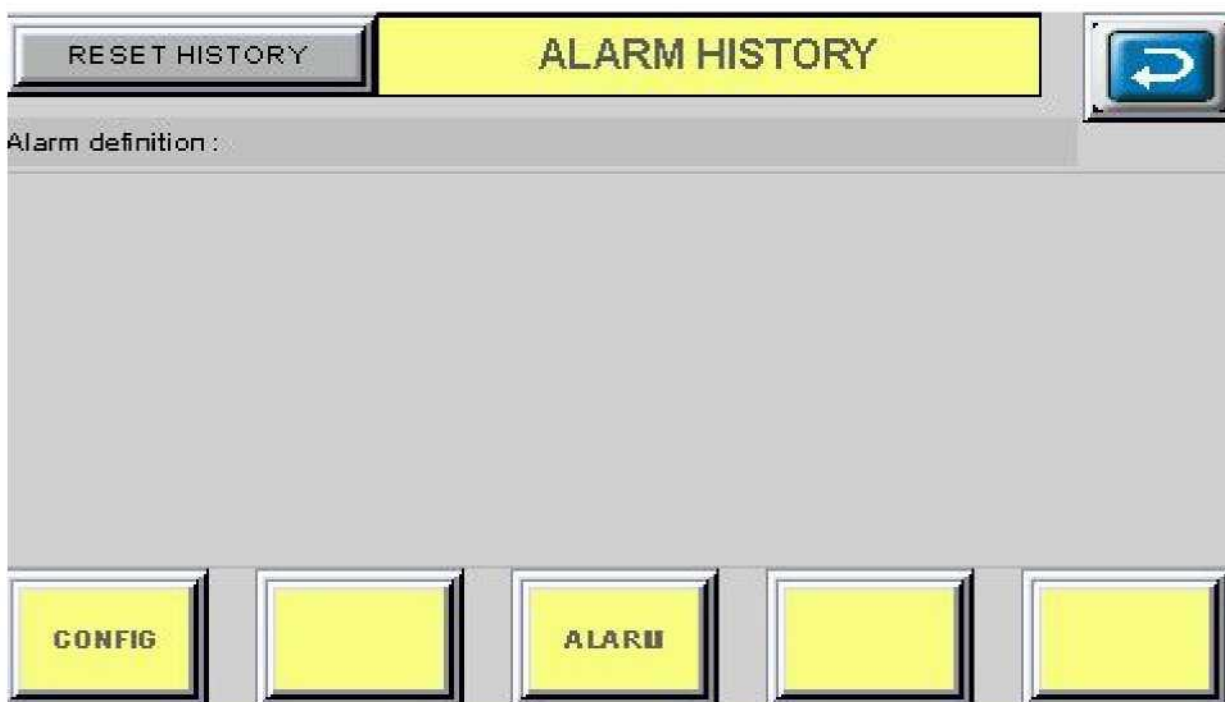 RESET HISTORY
ALARM HISTORY
Alarm definition :
CONFIG
ALARM